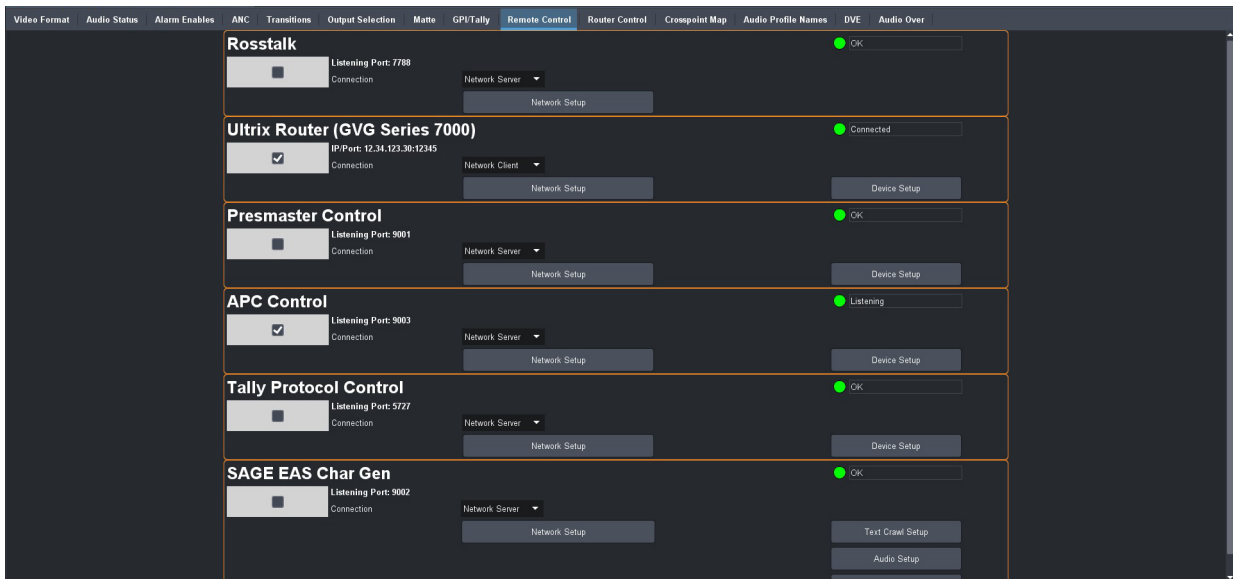 Video Format Audio Status Alarm Enables ANC Transitions Output Selection Matte GPI/Tally Remote Control Router Control Crosspoint Map Audio Profile Names DVE Audio Over
Rosstalk OK
Listening Port: 7788
Connection Network Server
Network Setup
Ultrix Router (GVG Series 7000) Connected
IP/Port: 12.34.123.30:12345
Connection Network Client
Network Setup Device Setup
Presmaster Control OK
Listening Port: 9001
Connection Network Server
Network Setup Device Setup
APC Control Listening
Listening Port: 9003
Connection Network Server
Network Setup Device Setup
Tally Protocol Control OK
Listening Port: 5727
Connection Network Server
Network Setup Device Setup
SAGE EAS Char Gen OK
Listening Port: 9002
Connection Network Server
Network Setup Text Crawl Setup
Audio Setup